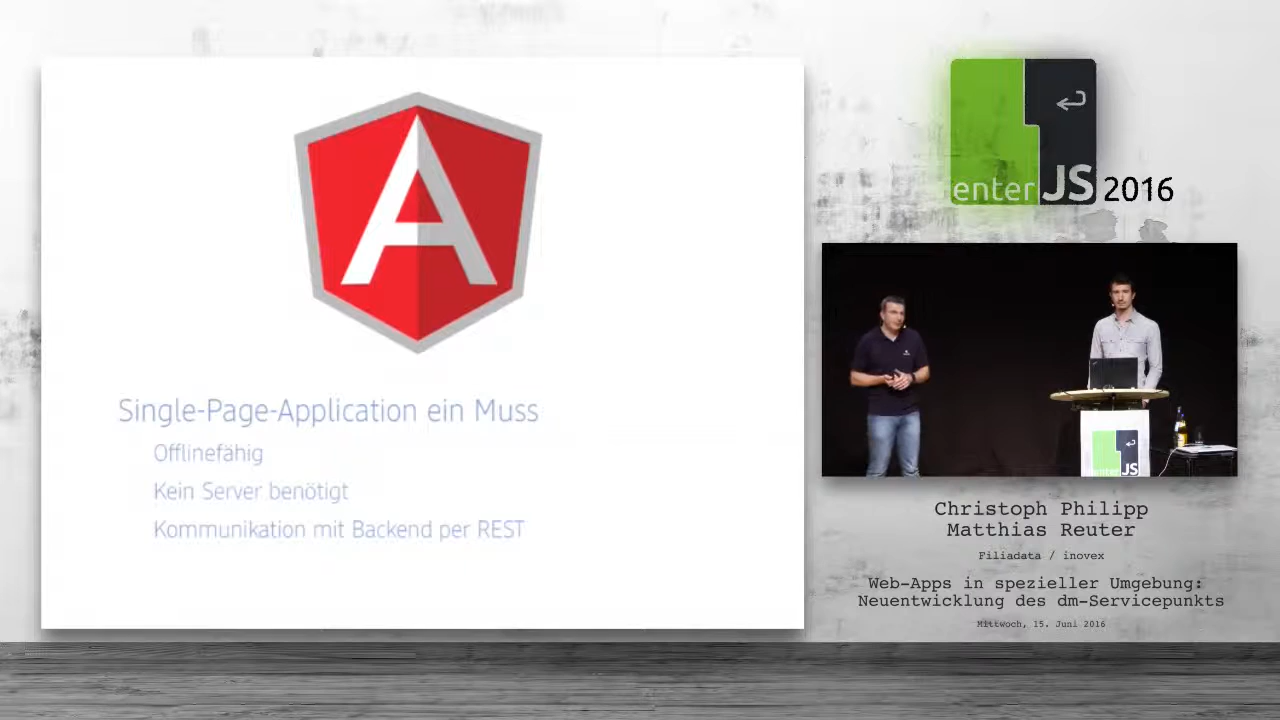 Single-Page-Application ein Muss
Offlinefähig
Kein Server benötigt
Kommunikation mit Backend per REST
enter JS 2016
enter JS
Christoph Philipp
Matthias Reuter
Filiadata / inovex
Web-Apps in spezieller Umgebung:
Neuentwicklung des dm-Servicepunkts
Mittwoch, 15. Juni 2016